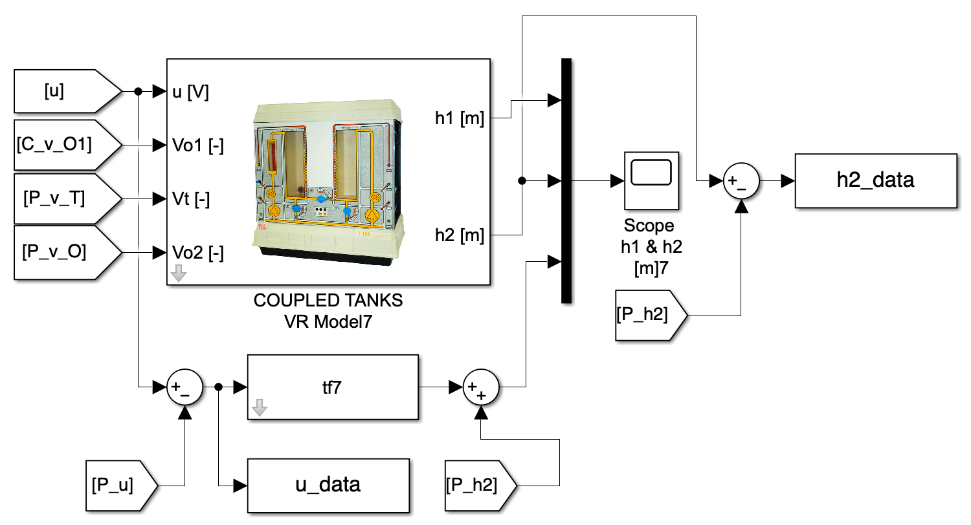 [u]
[C_v_O1]
[P_v_T]
[P_v_O]
u [V]
Vo1 [-]
Vt [-]
Vo2 [-]
h1 [m]
h2 [m]
COUPLED TANKS
VR Model7
Scope
h1 & h2
[m]7
+
-
h2_data
[P_h2]
+
-
tf7
+
+
[P_u]
u_data
[P_h2]